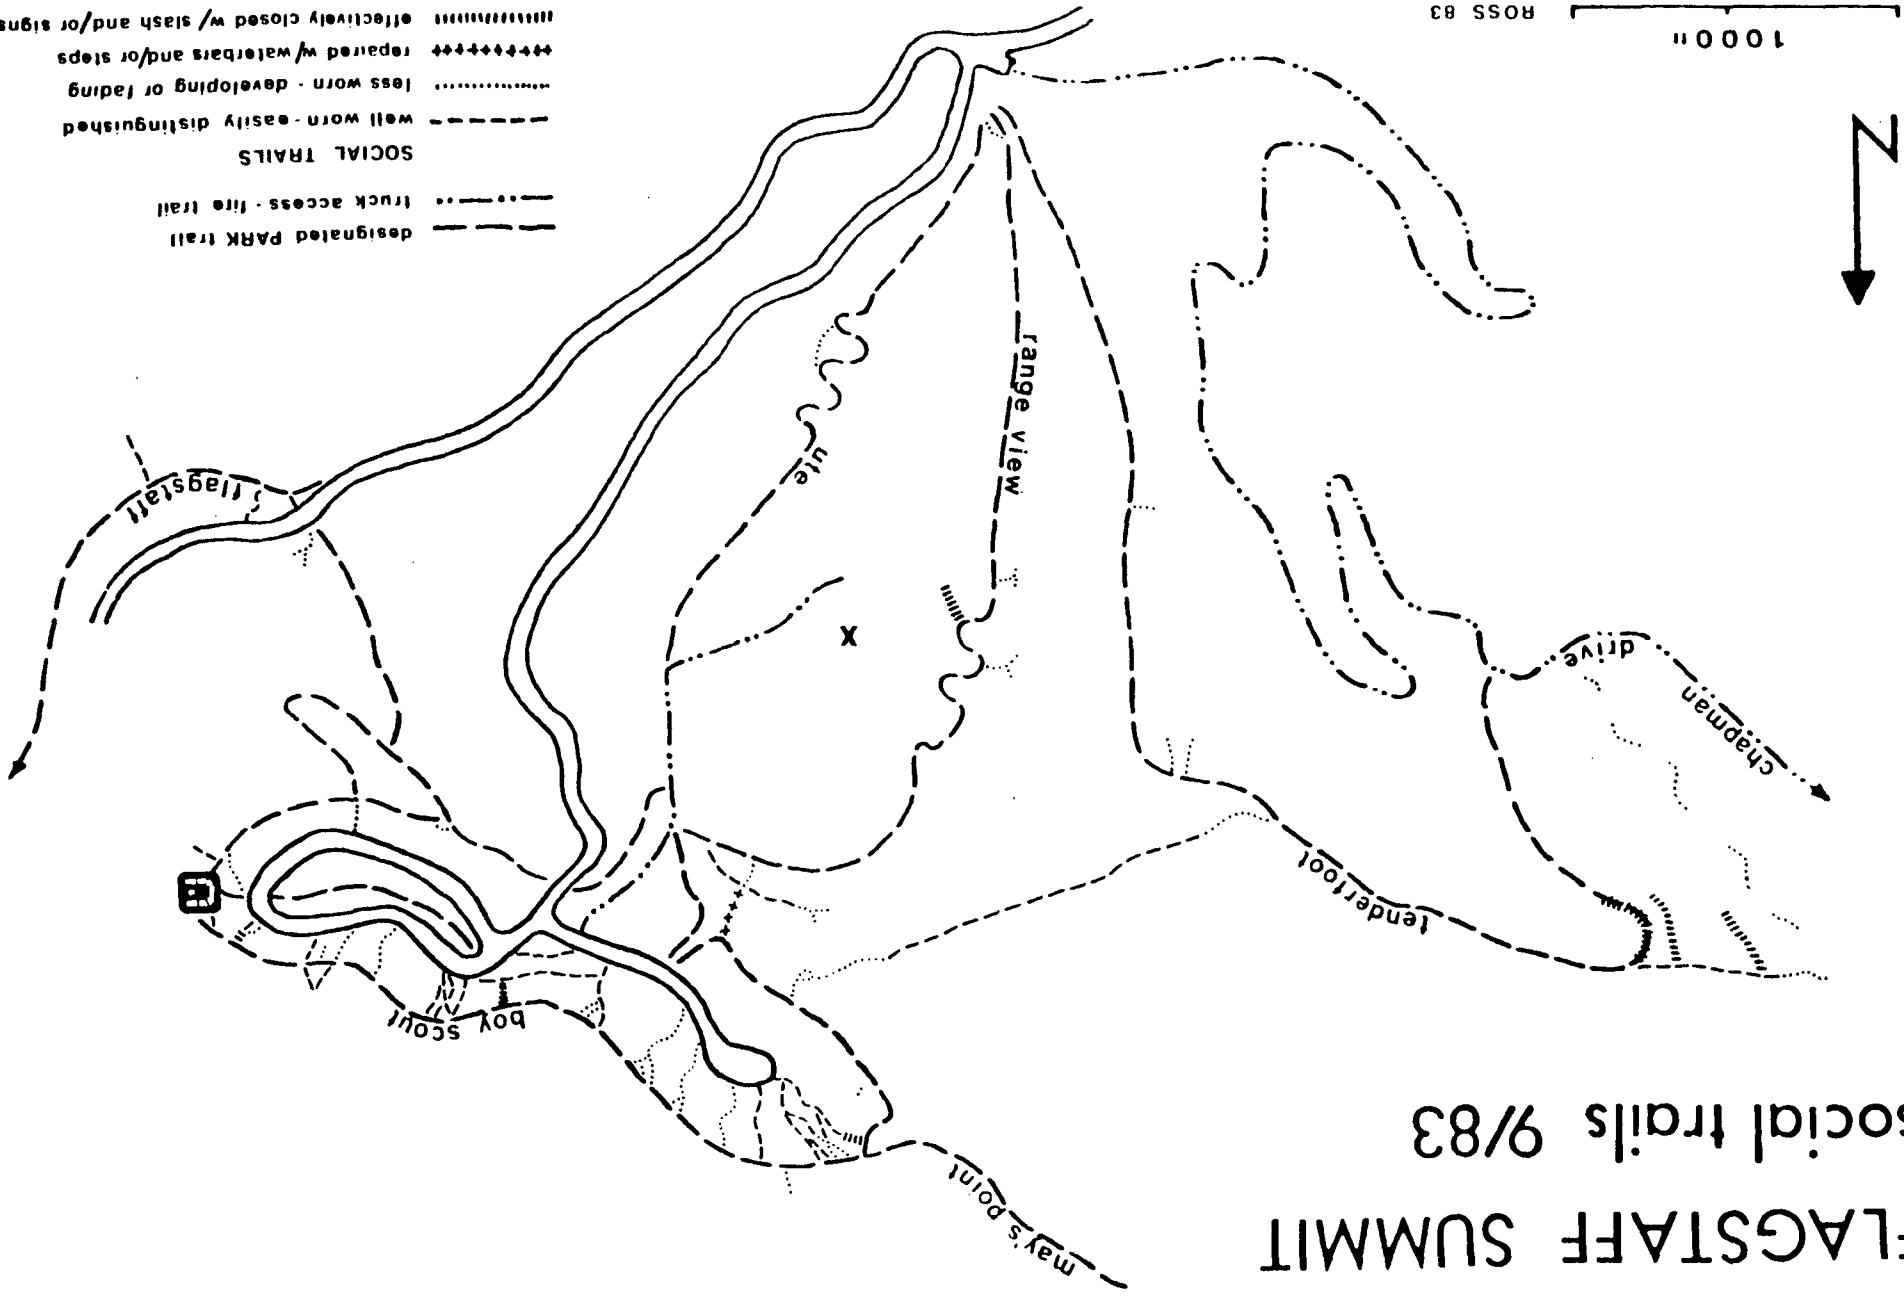 FLAGSTAFF SUMMIT
social trails 9/83
may's point
boy scout
tenderfoot
chapman
drive
range view
ute
flagstaff
X
N
1000 ft
ROSS 83
designated PARK trail
truck access - fire trail
SOCIAL TRAILS
well worn - easily distinguished
less worn - developing or fading
repaired w/waterbars and/or steps
effectively closed w/ slash and/or signs